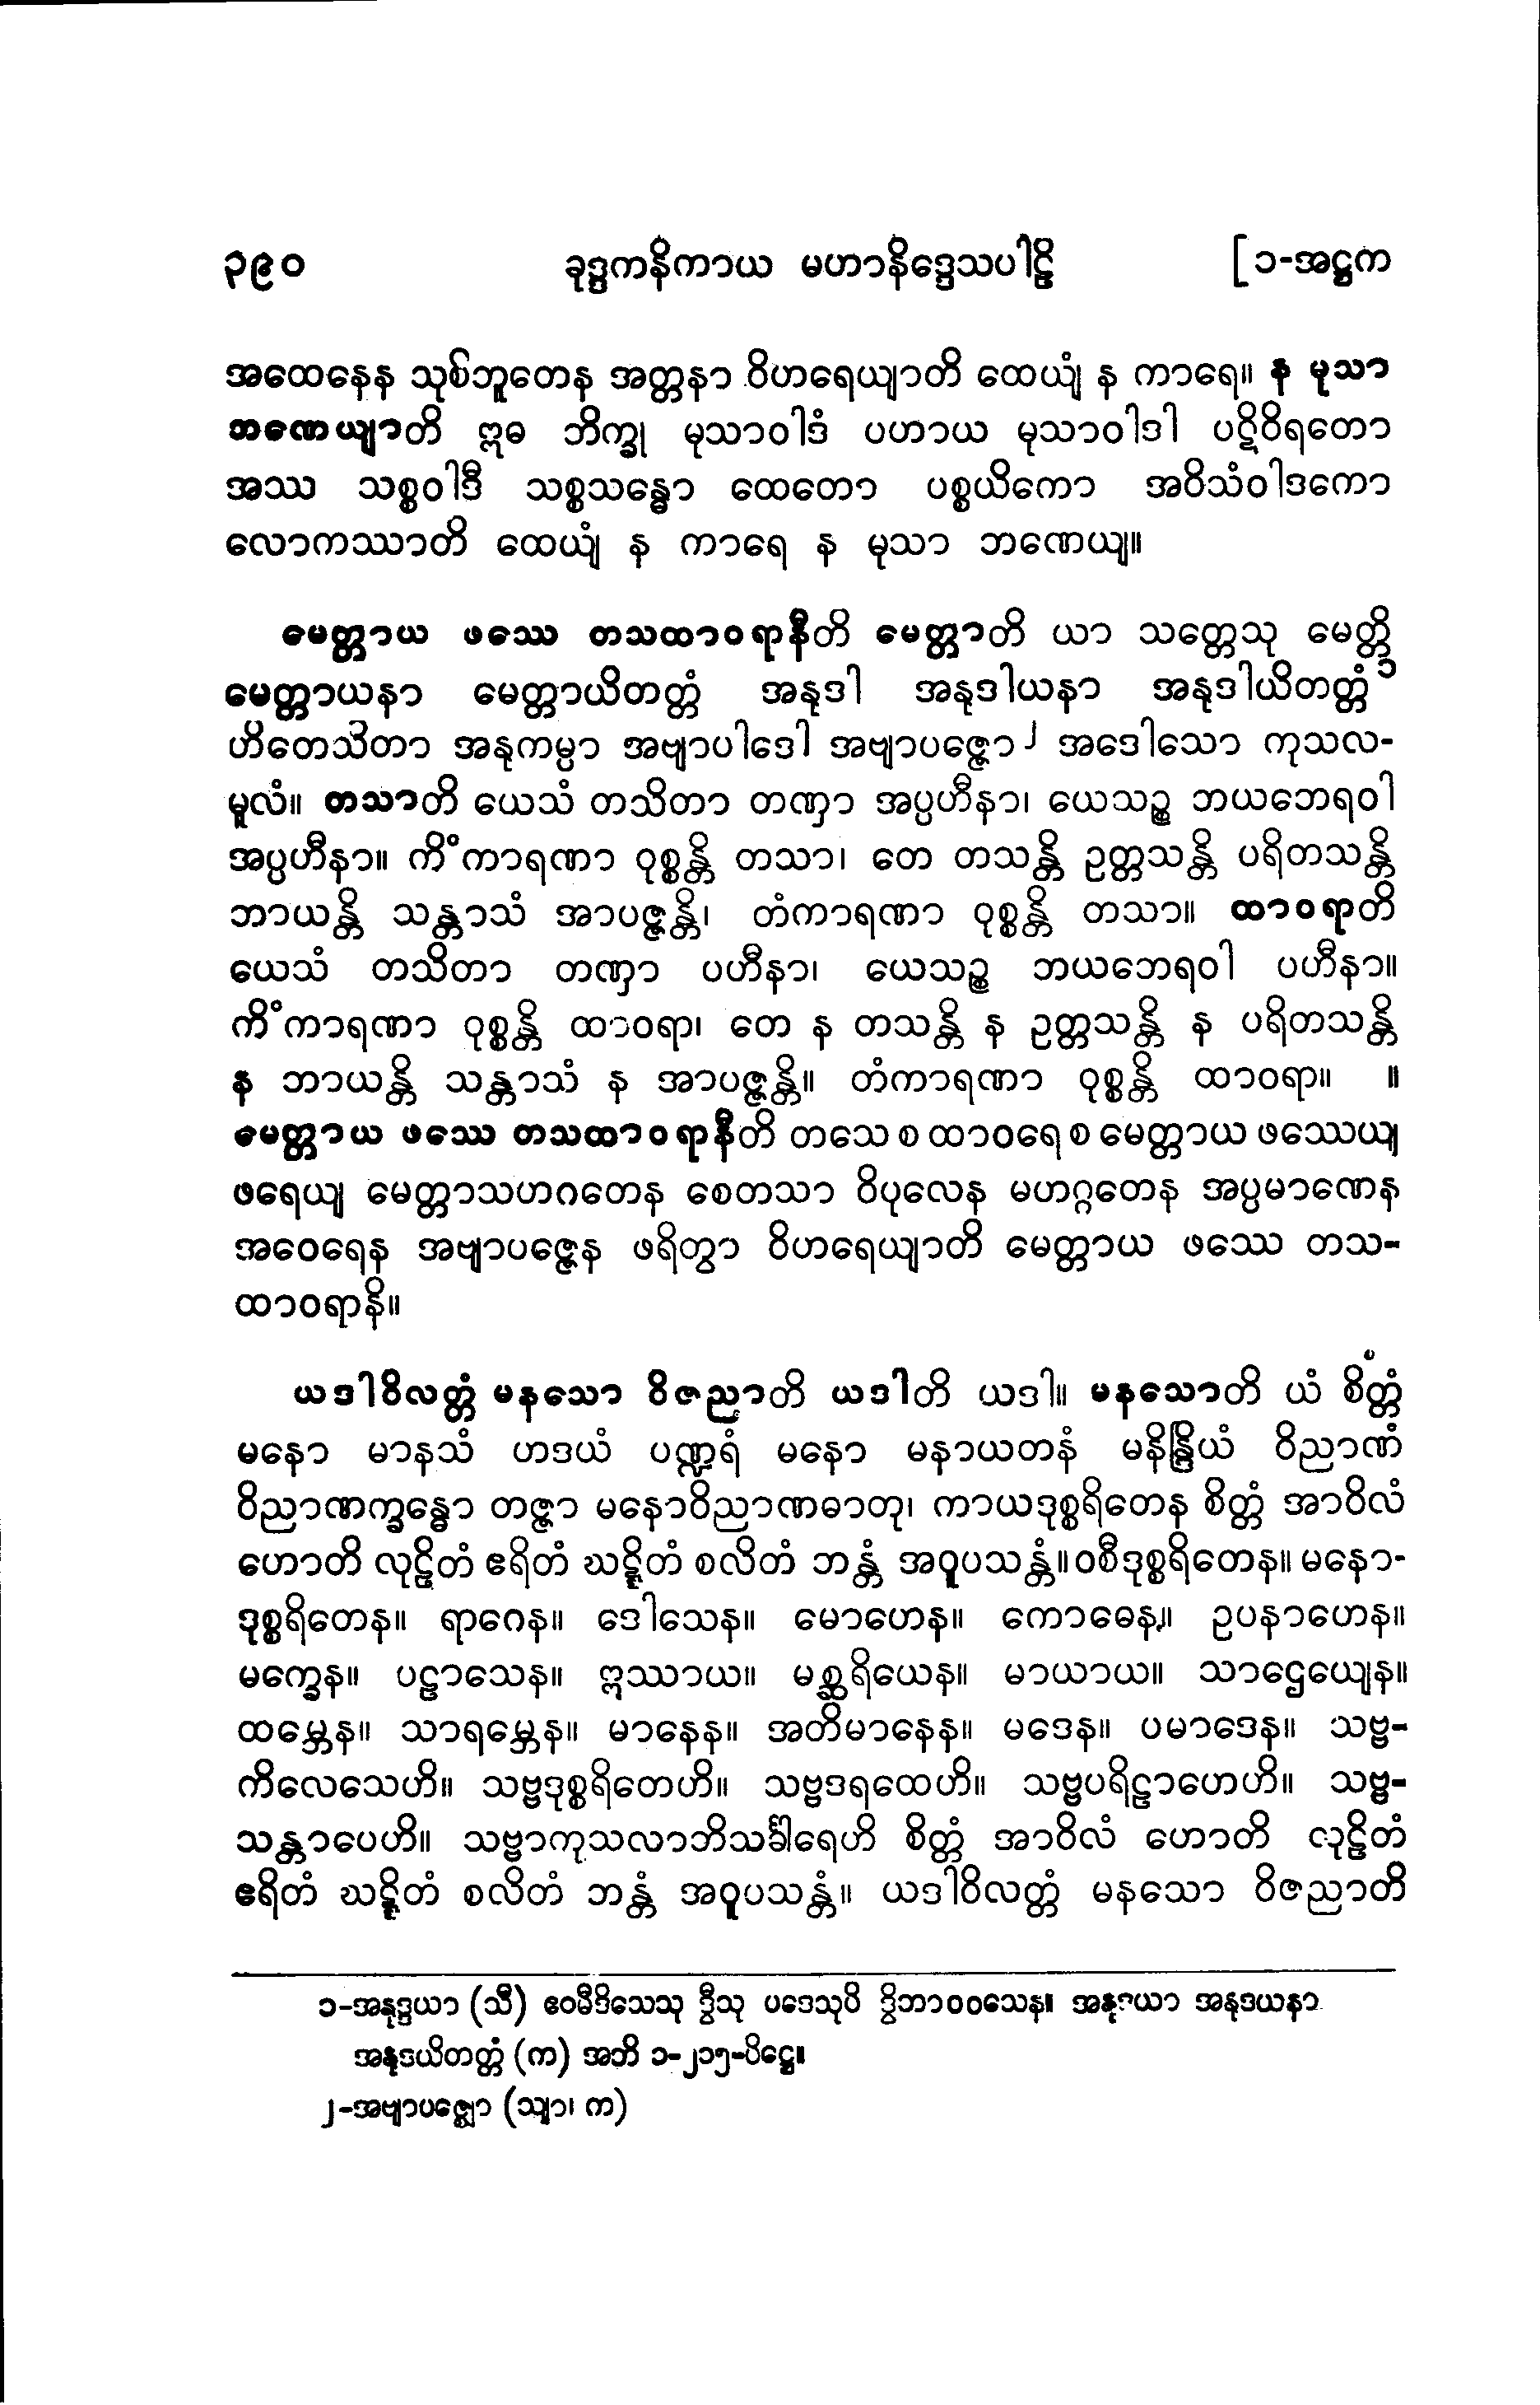 ၃၉၀ ခုဒ္ဒကနိကာယ မဟာနိဒ္ဒေသပါဠိ [၁-အဋ္ဌက
အထေနေန သုစိဘူတေန အတ္တနာ ဝိဟရေယျာတိ ထေယျံ န ကာရေ။ န မုသာ
ဘဏေယျာတိ ဣဓ ဘိက္ခု မုသာဝါဒံ ပဟာယ မုသာဝါဒါ ပဋိဝိရတော
အဿ သစ္စဝါဒီ သစ္စသန္ဓော ထေတော ပစ္စယိကော အဝိသံဝါဒကော
လောကဿာတိ ထေယျံ န ကာရေ န မုသာ ဘဏေယျ။
မေတ္တာယ ဖဿေ တသထာဝရာနီတိ မေတ္တာတိ ယာ သတ္တေသု မေတ္တိ
မေတ္တာယနာ မေတ္တာယိတတ္တံ အနုဒါ အနုဒါယနာ အနုဒါယိတတ္တံ ၁
ဟိတေသိတာ အနုကမ္ပာ အဗျာပါဒေါ အဗျာပဇ္ဇော ၂ အဒေါသော ကုသလ-
မူလံ။ တသာတိ ယေသံ တသိတာ တဏှာ အပ္ပဟီနာ၊ ယေသဉ္စ ဘယဘေရဝါ
အပ္ပဟီနာ။ ကိံကာရဏာ ဝုစ္စန္တိ တသာ၊ တေ တသန္တိ ဥတ္တသန္တိ ပရိတသန္တိ
ဘာယန္တိ သန္တာသံ အာပဇ္ဇန္တိ၊ တံကာရဏာ ဝုစ္စန္တိ တသာ။ ထာဝရာတိ
ယေသံ တသိတာ တဏှာ ပဟီနာ၊ ယေသဉ္စ ဘယဘေရဝါ ပဟီနာ။
ကိံကာရဏာ ဝုစ္စန္တိ ထာဝရာ၊ တေ န တသန္တိ န ဥတ္တသန္တိ န ပရိတသန္တိ
န ဘာယန္တိ သန္တာသံ န အာပဇ္ဇန္တိ။ တံကာရဏာ ဝုစ္စန္တိ ထာဝရာ။ ။
မေတ္တာယ ဖဿေ တသထာဝရာနီတိ တသေ စ ထာဝရေ စ မေတ္တာယ ဖဿေယျ
ဖရေယျ မေတ္တာသဟဂတေန စေတသာ ဝိပုလေန မဟဂ္ဂတေန အပ္ပမာဏေန
အဝေရေန အဗျာပဇ္ဇေန ဖရိတွာ ဝိဟရေယျာတိ မေတ္တာယ ဖဿေ တသ-
ထာဝရာနိ။
ယဒါဝိလတ္တံ မနသော ဝိဇညာတိ ယဒါတိ ယဒါ။ မနသောတိ ယံ စိတ္တံ
မနော မာနသံ ဟဒယံ ပဏ္ဍရံ မနော မနာယတနံ မနိန္ဒြိယံ ဝိညာဏံ
ဝိညာဏက္ခန္ဓော တဇ္ဇာ မနောဝိညာဏဓာတု၊ ကာယဒုစ္စရိတေန စိတ္တံ အာဝိလံ
ဟောတိ လုဠိတံ ဧရိတံ ဃဋ္ဋိတံ စလိတံ ဘန္တံ အဝူပသန္တံ။ ဝစီဒုစ္စရိတေန။ မနော-
ဒုစ္စရိတေန။ ရာဂေန။ ဒေါသေန။ မောဟေန။ ကောဓေန။ ဥပနာဟေန။
မက္ခေန။ ပဠာသေန။ ဣဿာယ။ မစ္ဆရိယေန။ မာယာယ။ သာဌေယျေန။
ထမ္ဘေန။ သာရမ္ဘေန။ မာနေန။ အတိမာနေန။ မဒေန။ ပမာဒေန။ သဗ္ဗ-
ကိလေသေဟိ။ သဗ္ဗဒုစ္စရိတေဟိ။ သဗ္ဗဒရထေဟိ။ သဗ္ဗပရိဠာဟေဟိ။ သဗ္ဗ-
သန္တာပေဟိ။ သဗ္ဗာကုသလာဘိသင်္ခါရေဟိ စိတ္တံ အာဝိလံ ဟောတိ လုဠိတံ
ဧရိတံ ဃဋ္ဋိတံ စလိတံ ဘန္တံ အဝူပသန္တံ။ ယဒါဝိလတ္တံ မနသော ဝိဇညာတိ
၁-အနုဒ္ဒယာ (သီ) ဧဝမီဒိသေသု ဒွီသု ပဒေသုပိ ဒွိဘာဝဝသေန။ အနုဒယာ အနုဒယနာ
အနုဒယိတတ္တံ (က) အဘိ ၁-၂၁၅-ပိဋ္ဌေ။
၂-အဗျာပဇ္ဈော (သျာ၊ က)